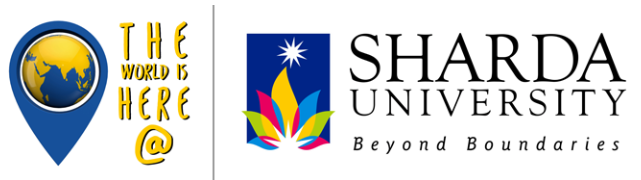 THE
WORLD IS
HERE
@
SHARDA
UNIVERSITY
Beyond Boundaries